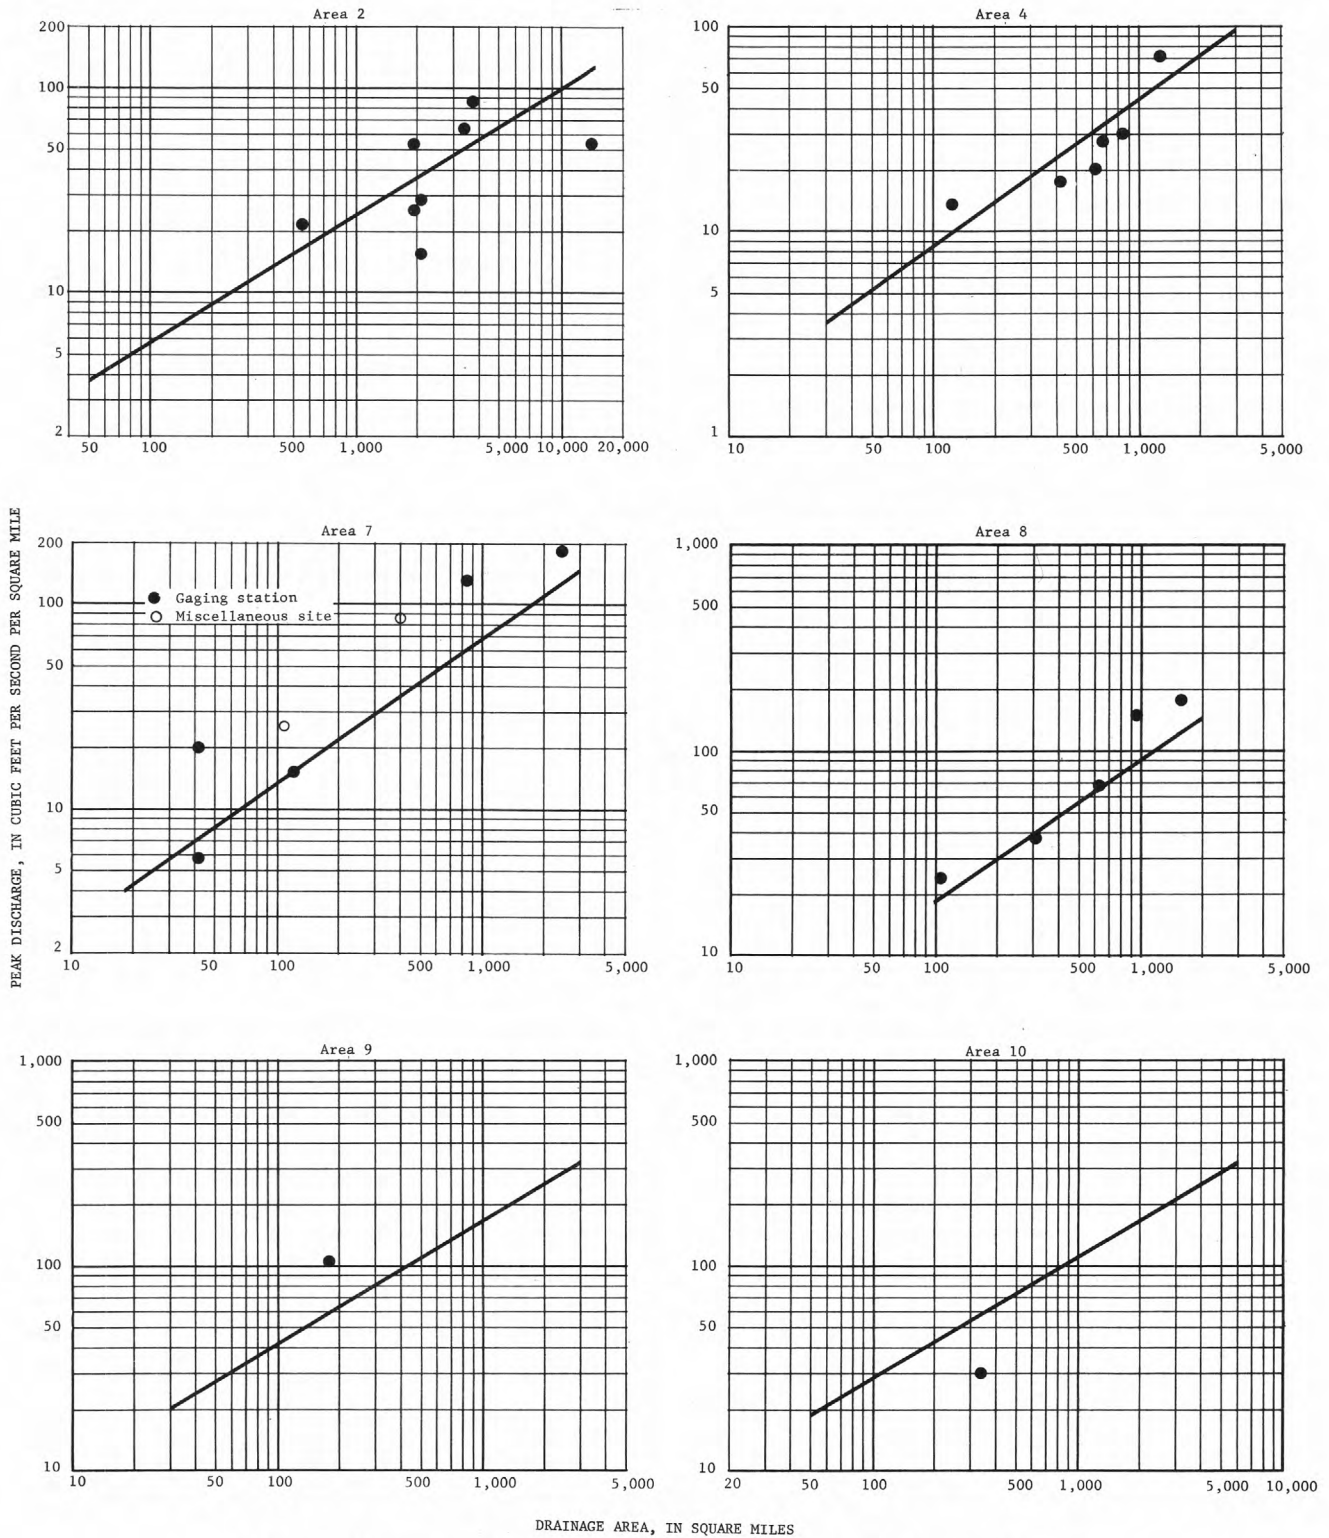 Area 2
200
100
50
10
5
2
50 100 500 1,000 5,000 10,000 20,000
Area 4
100
50
10
5
1
10 50 100 500 1,000 5,000
PEAK DISCHARGE, IN CUBIC FEET PER SECOND PER SQUARE MILE
Area 7
200
100
50
10
5
2
Gaging station
Miscellaneous site
10 50 100 500 1,000 5,000
Area 8
1,000
500
100
50
10
10 50 100 500 1,000 5,000
Area 9
1,000
500
100
50
10
10 50 100 500 1,000 5,000
Area 10
1,000
500
100
50
10
20 50 100 500 1,000 5,000 10,000
DRAINAGE AREA, IN SQUARE MILES